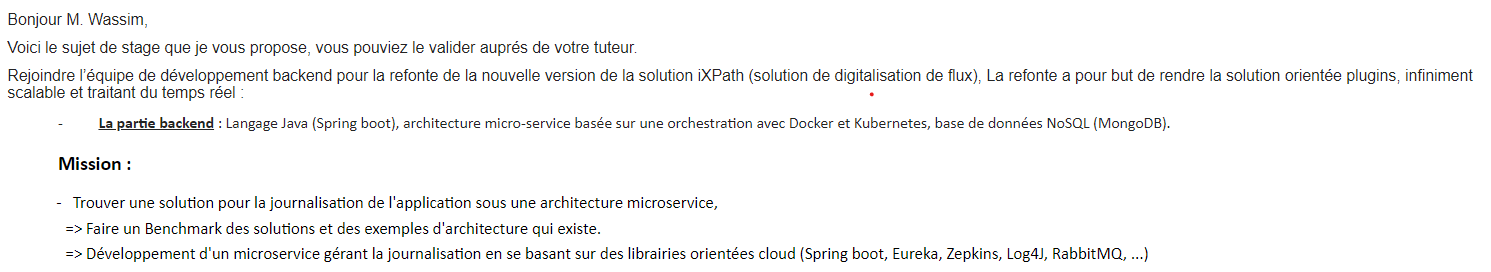 Bonjour M. Wassim,
Voici le sujet de stage que je vous propose, vous pouviez le valider auprés de votre tuteur.
Rejoindre l’équipe de développement backend pour la refonte de la nouvelle version de la solution iXPath (solution de digitalisation de flux), La refonte a pour but de rendre la solution orientée plugins, infiniment
scalable et traitant du temps réel :
- La partie backend : Langage Java (Spring boot), architecture micro-service basée sur une orchestration avec Docker et Kubernetes, base de données NoSQL (MongoDB).
Mission :
- Trouver une solution pour la journalisation de l'application sous une architecture microservice,
=> Faire un Benchmark des solutions et des exemples d'architecture qui existe.
=> Développement d'un microservice gérant la journalisation en se basant sur des librairies orientées cloud (Spring boot, Eureka, Zepkins, Log4J, RabbitMQ, ...)